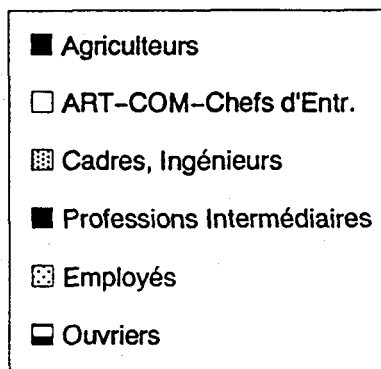 Agriculteurs
ART-COM-Chefs d'Entr.
Cadres, Ingénieurs
Professions Intermédiaires
Employés
Ouvriers